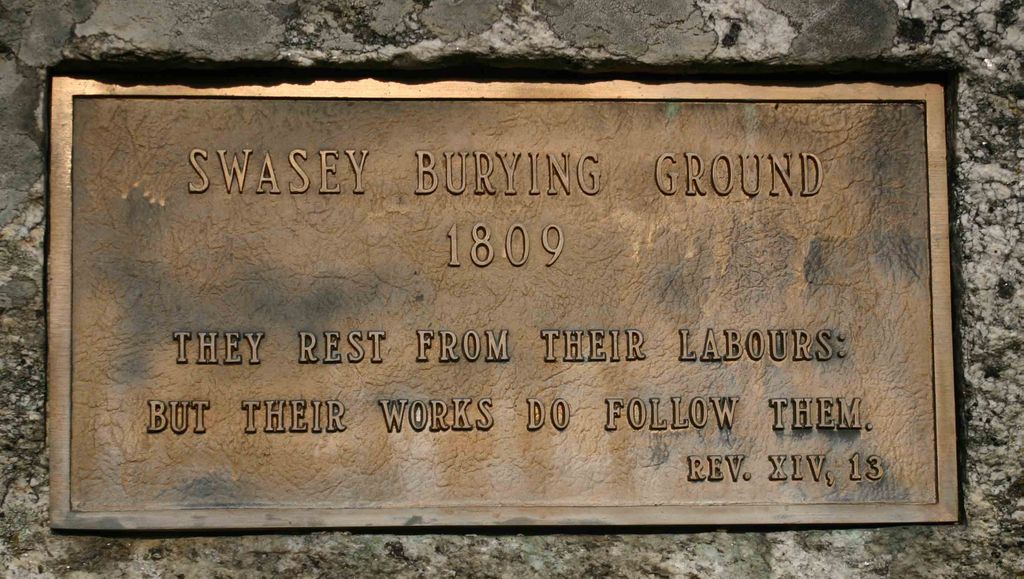 SWASEY BURYING GROUND
1809
THEY REST FROM THEIR LABOURS:
BUT THEIR WORKS DO FOLLOW THEM.
REV. XIV, 13